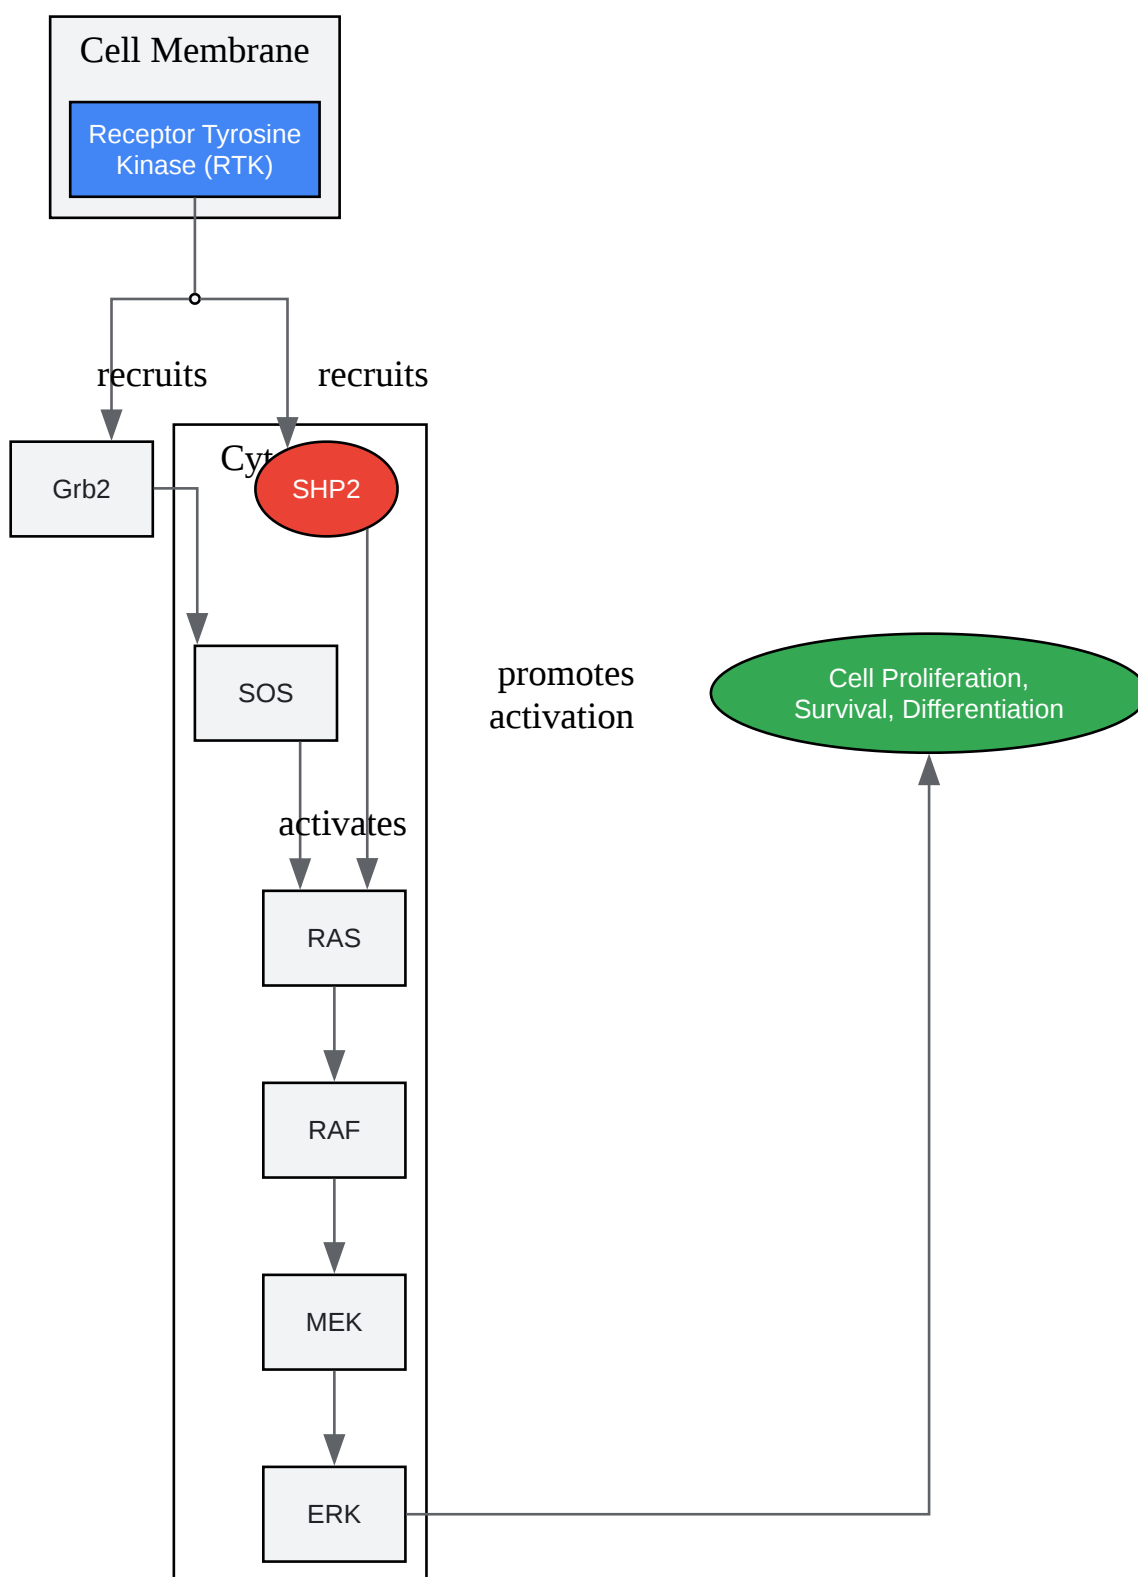 Cell Membrane
Receptor Tyrosine
Kinase (RTK)
recruits
recruits
Grb2
SHP2
SOS
promotes
activation
Cell Proliferation,
Survival, Differentiation
activates
RAS
RAF
MEK
ERK